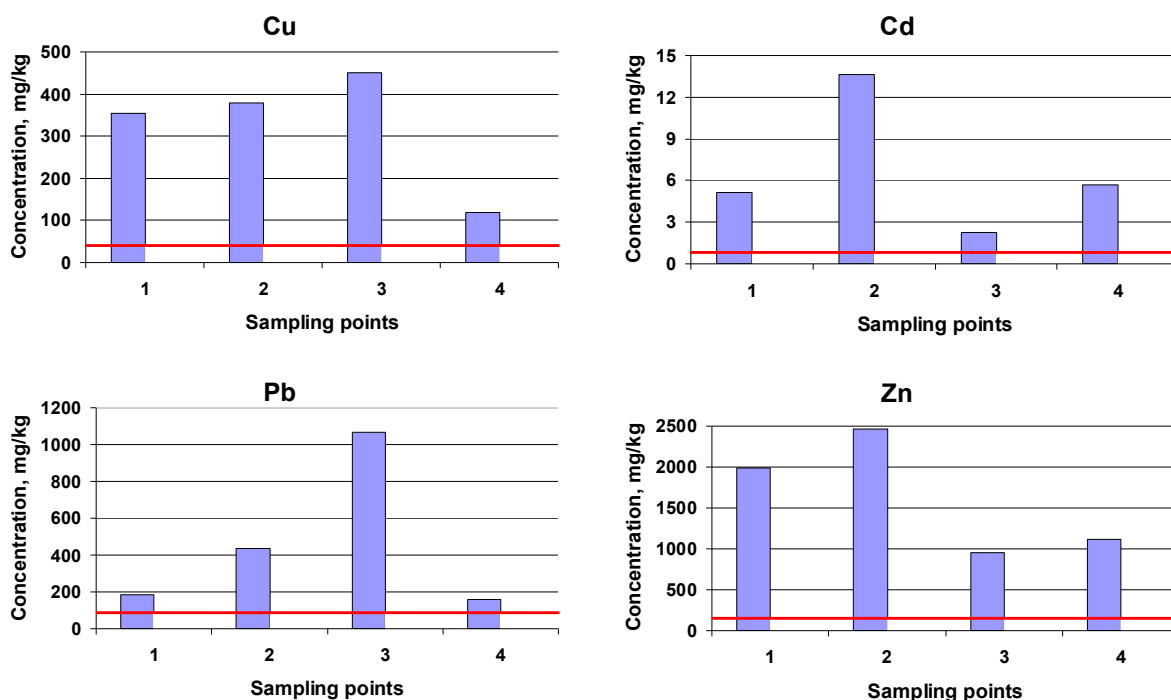 Cu
Concentration, mg/kg
500
400
300
200
100
0
1 2 3 4
Sampling points
Cd
Concentration, mg/kg
15
12
9
6
3
0
1 2 3 4
Sampling points
Pb
Concentration, mg/kg
1200
1000
800
600
400
200
0
1 2 3 4
Sampling points
Zn
Concentration, mg/kg
2500
2000
1500
1000
500
0
1 2 3 4
Sampling points